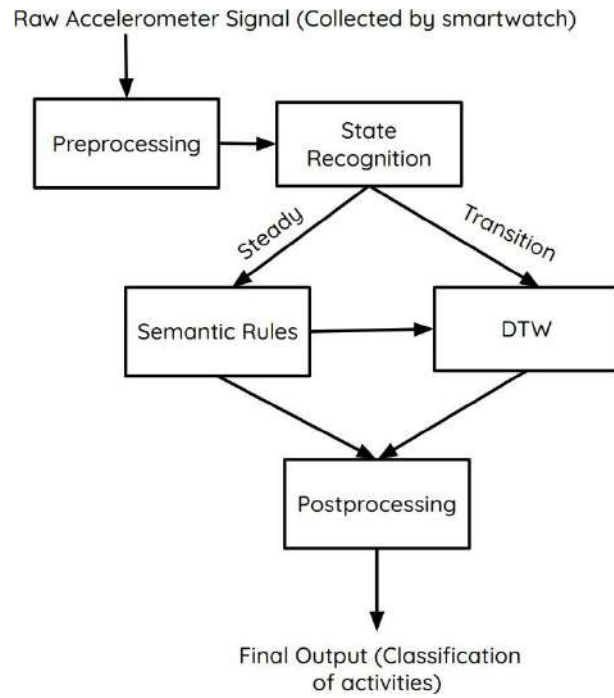 Raw Accelerometer Signal (Collected by smartwatch)
Preprocessing
State
Recognition
Steady
Transition
Semantic Rules
DTW
Postprocessing
Final Output (Classification
of activities)